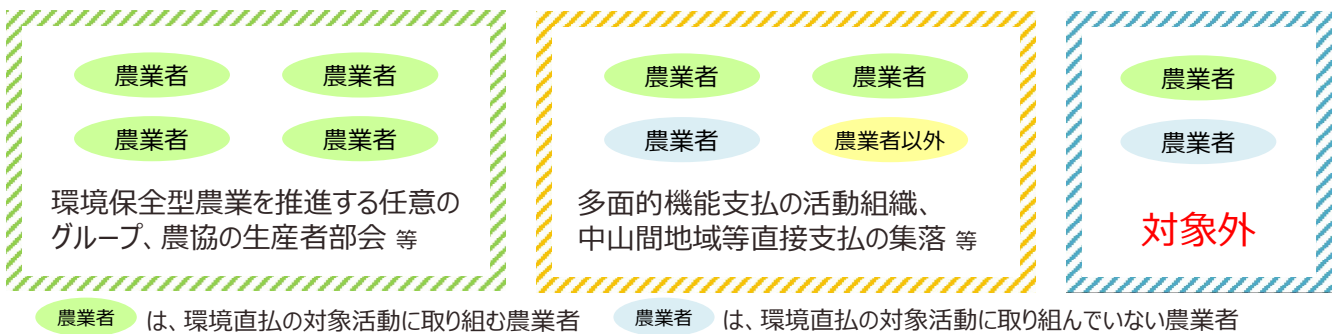 農業者 農業者
農業者 農業者
環境保全型農業を推進する任意の
グループ、農協の生産者部会 等
農業者 農業者
農業者 農業者以外
多面的機能支払の活動組織、
中山間地域等直接支払の集落 等
農業者
農業者
対象外
農業者 は、環境直払の対象活動に取り組む農業者
農業者 は、環境直払の対象活動に取り組んでいない農業者